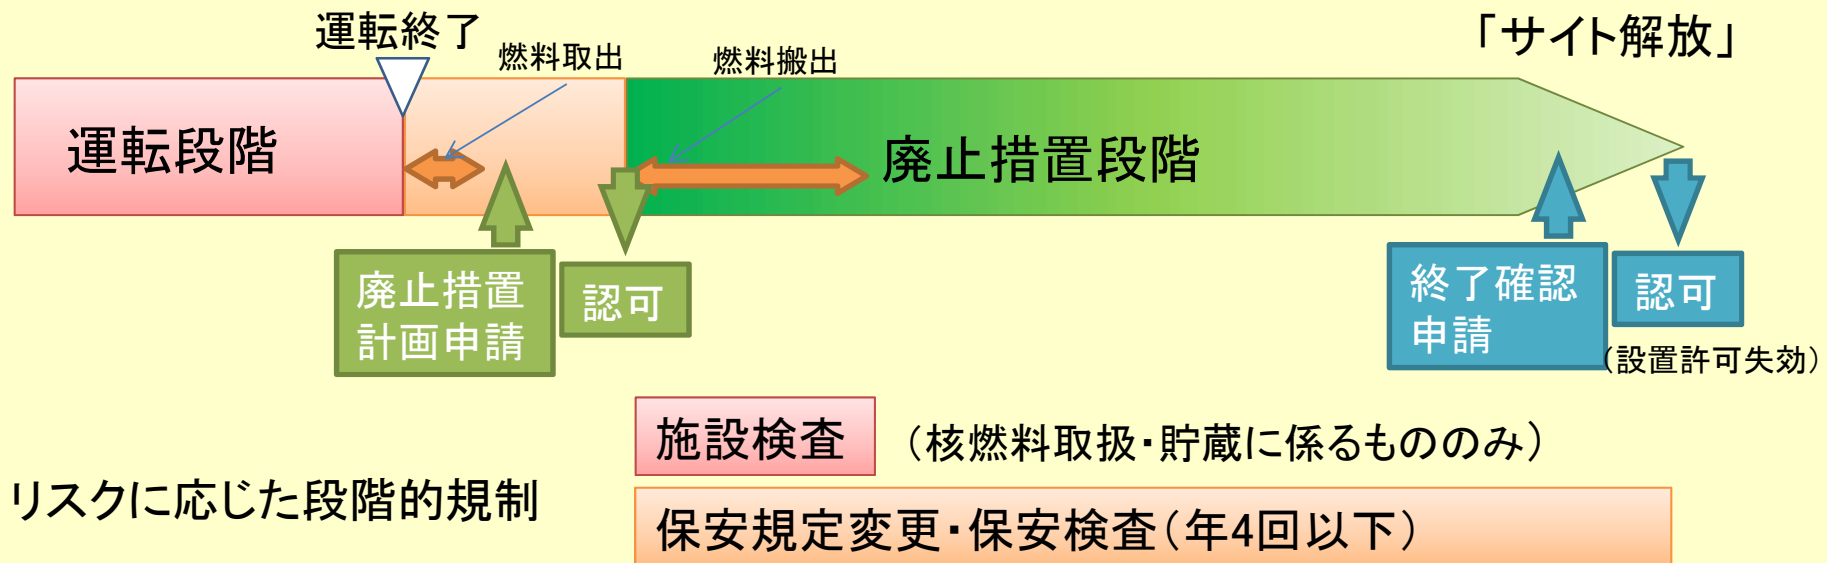 運転終了
燃料取出
燃料搬出
「サイト解放」
運転段階
廃止措置段階
廃止措置
計画申請
認可
終了確認
申請
認可
（設置許可失効）
施設検査
（核燃料取扱・貯蔵に係るもののみ）
リスクに応じた段階的規制
保安規定変更・保安検査（年4回以下）